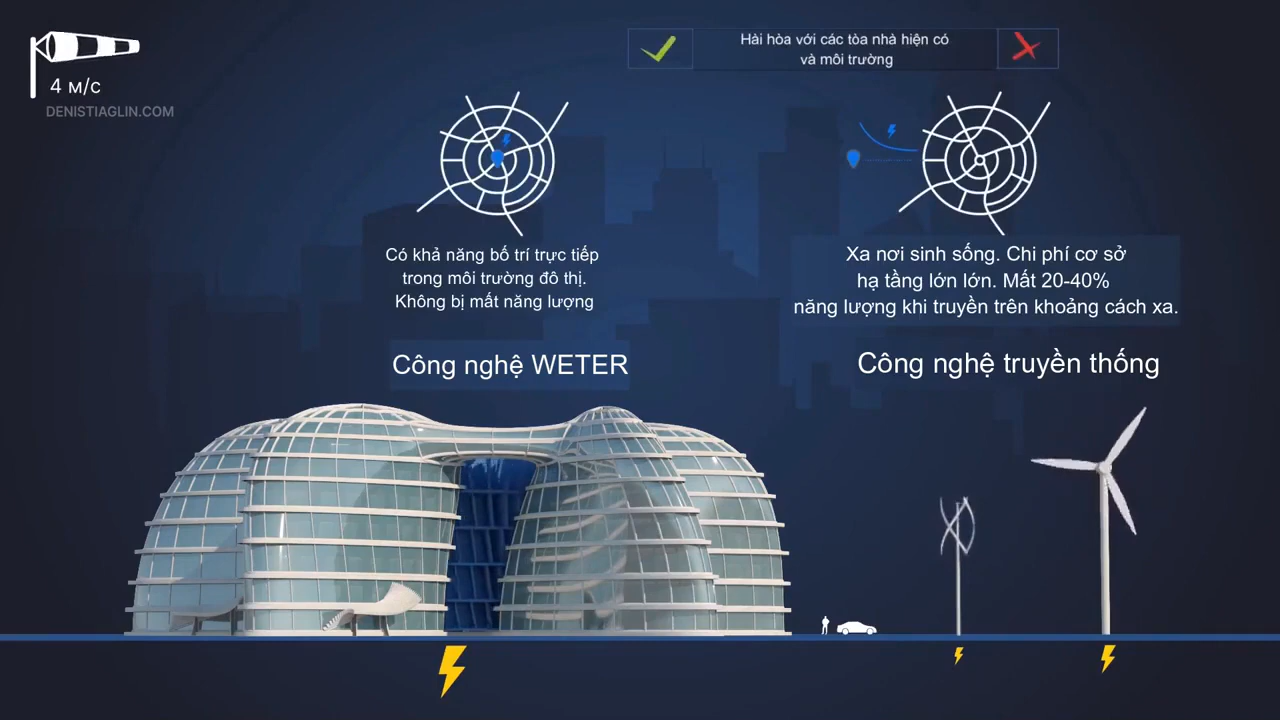 Hài hòa với các tòa nhà hiện có
và môi trường
4 м/с
DENISTIAGLIN.COM
Có khả năng bố trí trực tiếp
trong môi trường đô thị.
Không bị mất năng lượng
Xa nơi sinh sống. Chi phí cơ sở
hạ tầng lớn lớn. Mất 20-40%
năng lượng khi truyền trên khoảng cách xa.
Công nghệ WETER
Công nghệ truyền thống